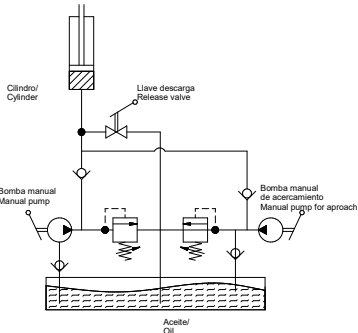 Cilindro/
Cylinder
Llave descarga
Release valve
Bomba manual
Manual pump
Bomba manual
de acercamiento
Manual pump for aproach
Aceite/
Oil